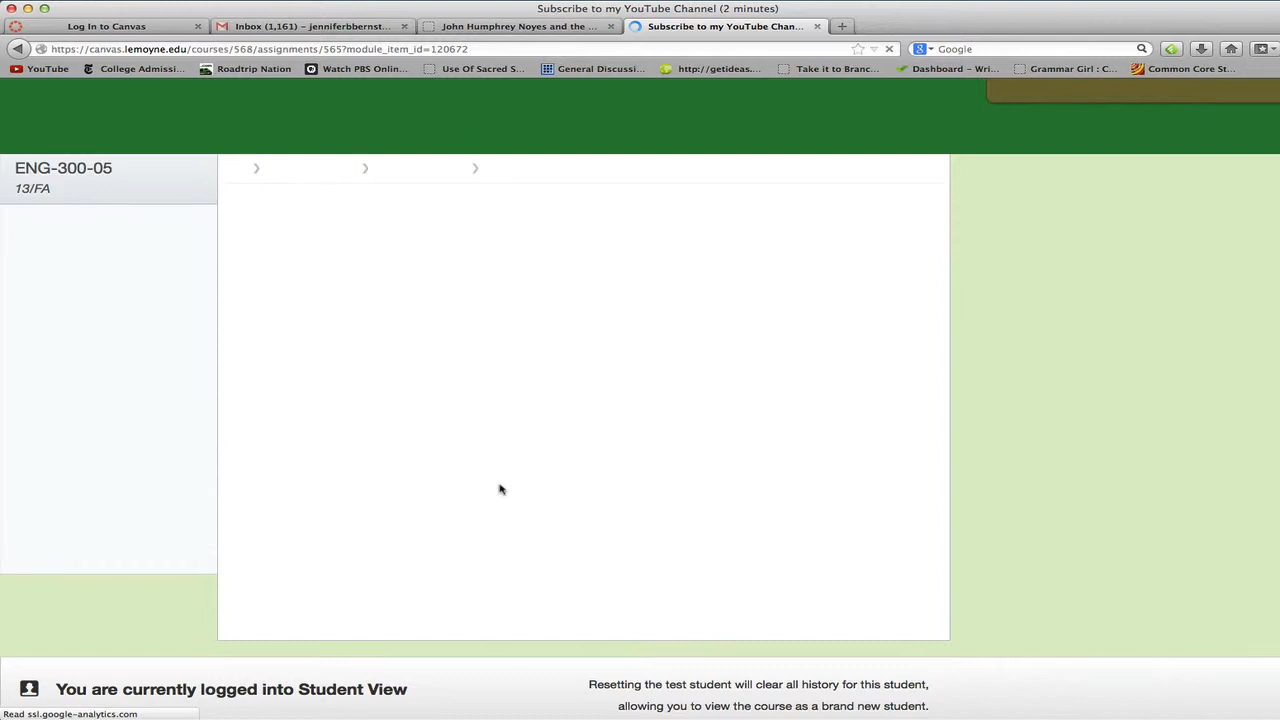 Subscribe to my YouTube Channel (2 minutes)
Log In to Canvas
Inbox (1,161) – jenniferbbernst...
John Humphrey Noyes and the ...
Subscribe to my YouTube Chan...
https://canvas.lemoyne.edu/courses/568/assignments/565?module_item_id=120672
Google
YouTube
College Admissi...
Roadtrip Nation
Watch PBS Onlin...
Use Of Sacred S...
General Discussi...
http://getideas....
Take it to Branc...
Dashboard – Wri...
Grammar Girl : C...
Common Core St...
ENG-300-05
13/FA
You are currently logged into Student View
Resetting the test student will clear all history for this student,
allowing you to view the course as a brand new student.
Read ssl.google-analytics.com